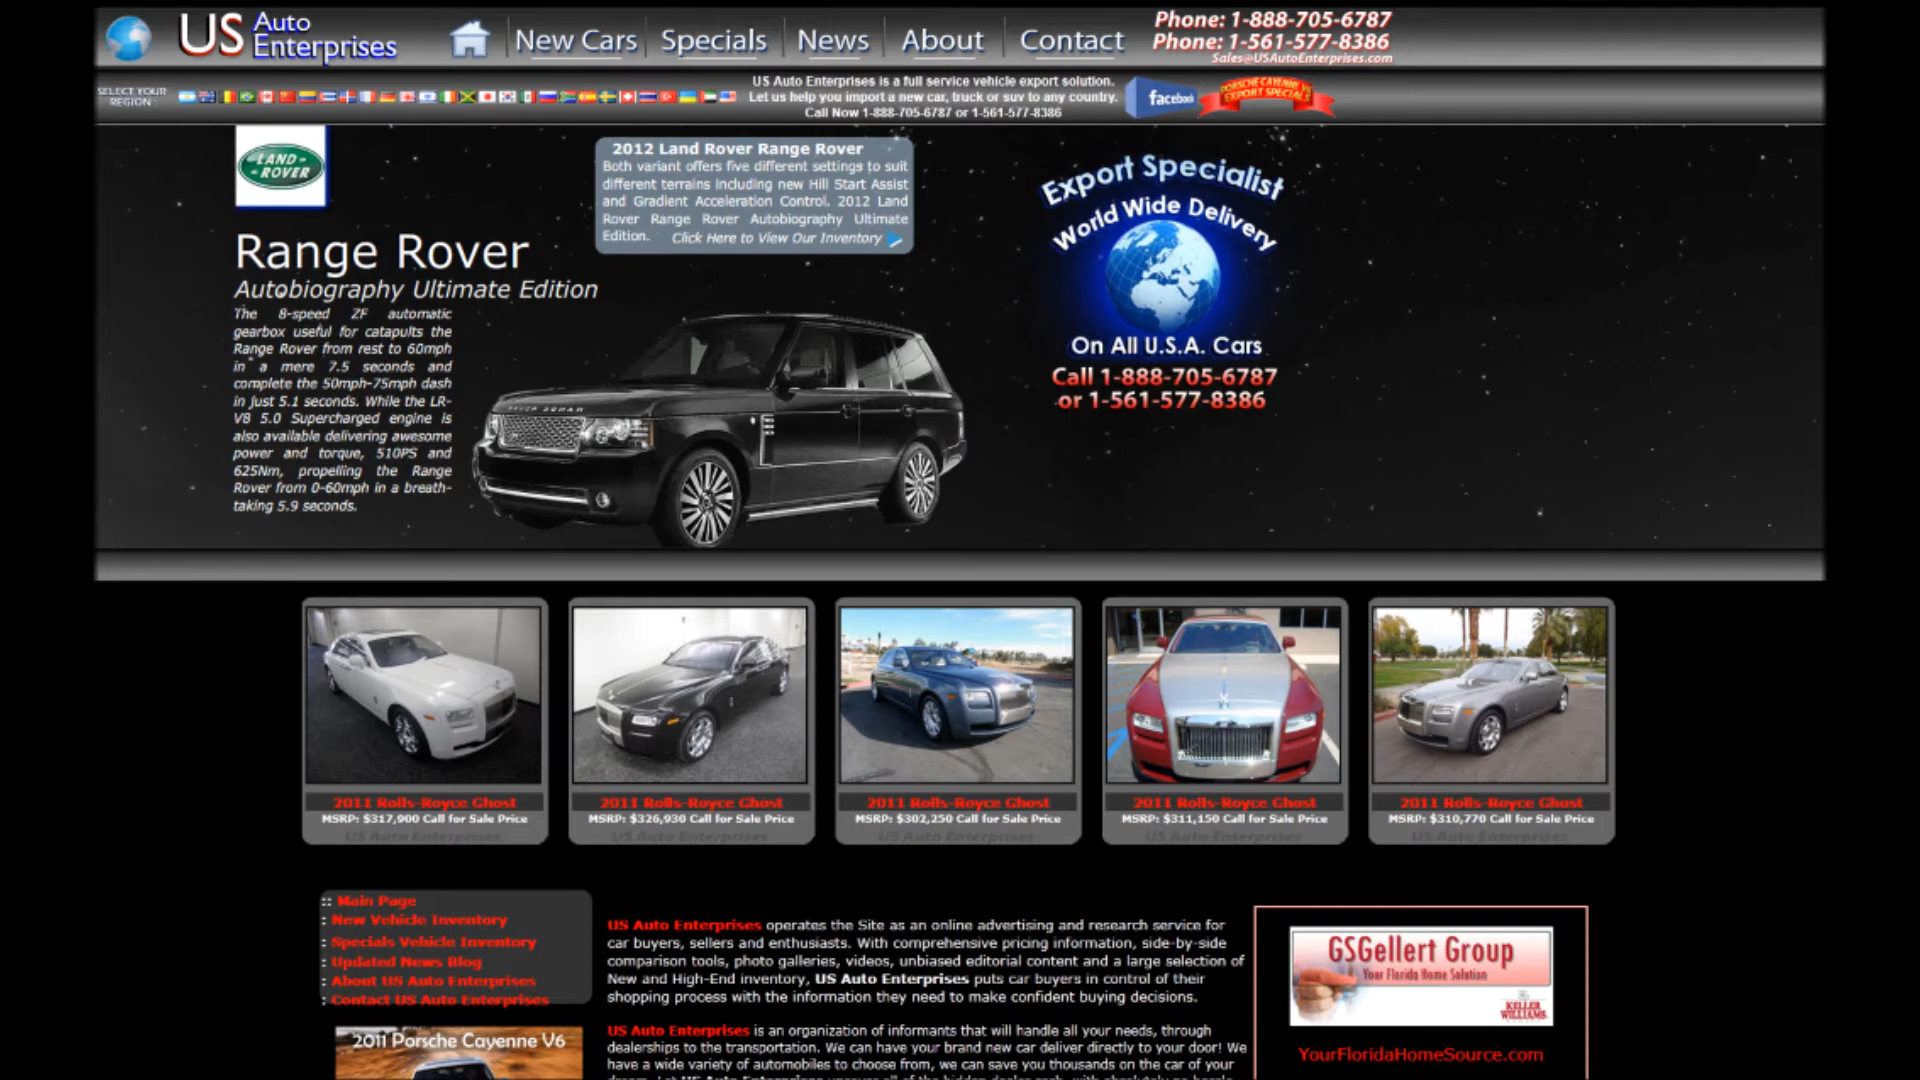 US Auto Enterprises
New Cars
Specials
News
About
Contact
Phone: 1-888-705-6787
Phone: 1-561-577-8386
Sales@USAutoEnterprises.com
SELECT YOUR
REGION
US Auto Enterprises is a full service vehicle export solution.
Let us help you import a new car, truck or suv to any country.
Call Now 1-888-705-6787 or 1-561-577-8386
facebook
PORSCHE CAYENNE V6
EXPORT SPECIALS
LAND-
-ROVER
2012 Land Rover Range Rover
Both variant offers five different settings to suit
different terrains including new Hill Start Assist
and Gradient Acceleration Control. 2012 Land
Rover Range Rover Autobiography Ultimate
Edition. Click Here to View Our Inventory
Range Rover
Autobiography Ultimate Edition
The 8-speed ZF automatic
gearbox useful for catapults the
Range Rover from rest to 60mph
in a mere 7.5 seconds and
complete the 50mph-75mph dash
in just 5.1 seconds. While the LR-
V8 5.0 Supercharged engine is
also available delivering awesome
power and torque, 510PS and
625Nm, propelling the Range
Rover from 0-60mph in a breath-
taking 5.9 seconds.
Export Specialist
World Wide Delivery
On All U.S.A. Cars
Call 1-888-705-6787
or 1-561-577-8386
2011 Rolls-Royce Ghost
MSRP: $317,900 Call for Sale Price
US Auto Enterprises
2011 Rolls-Royce Ghost
MSRP: $326,930 Call for Sale Price
US Auto Enterprises
2011 Rolls-Royce Ghost
MSRP: $302,250 Call for Sale Price
US Auto Enterprises
2011 Rolls-Royce Ghost
MSRP: $311,150 Call for Sale Price
US Auto Enterprises
2011 Rolls-Royce Ghost
MSRP: $310,770 Call for Sale Price
US Auto Enterprises
:: Main Page
: New Vehicle Inventory
: Specials Vehicle Inventory
: Updated News Blog
: About US Auto Enterprises
: Contact US Auto Enterprises
2011 Porsche Cayenne V6
US Auto Enterprises operates the Site as an online advertising and research service for
car buyers, sellers and enthusiasts. With comprehensive pricing information, side-by-side
comparison tools, photo galleries, videos, unbiased editorial content and a large selection of
New and High-End inventory, US Auto Enterprises puts car buyers in control of their
shopping process with the information they need to make confident buying decisions.
US Auto Enterprises is an organization of informants that will handle all your needs, through
dealerships to the transportation. We can have your brand new car deliver directly to your door! We
have a wide variety of automobiles to choose from, we can save you thousands on the car of your
GSGellert Group
Your Florida Home Solution
KELLER
WILLIAMS
YourFloridaHomeSource.com